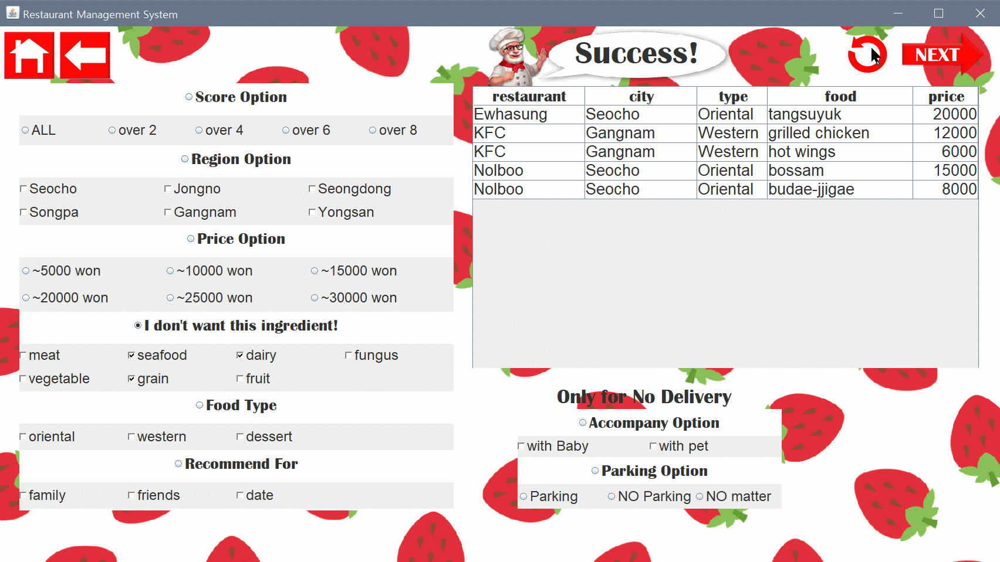 Restaurant Management System
Success!
NEXT
Score Option
ALL over 2 over 4 over 6 over 8
Region Option
Seocho Jongno Seongdong
Songpa Gangnam Yongsan
Price Option
~5000 won ~10000 won ~15000 won
~20000 won ~25000 won ~30000 won
I don't want this ingredient!
meat seafood dairy fungus
vegetable grain fruit
Food Type
oriental western dessert
Recommend For
family friends date
restaurant city type food price
Ewhasung Seocho Oriental tangsuyuk 20000
KFC Gangnam Western grilled chicken 12000
KFC Gangnam Western hot wings 6000
Nolboo Seocho Oriental bossam 15000
Nolboo Seocho Oriental budae-jjigae 8000
Only for No Delivery
Accompany Option
with Baby with pet
Parking Option
Parking NO Parking NO matter